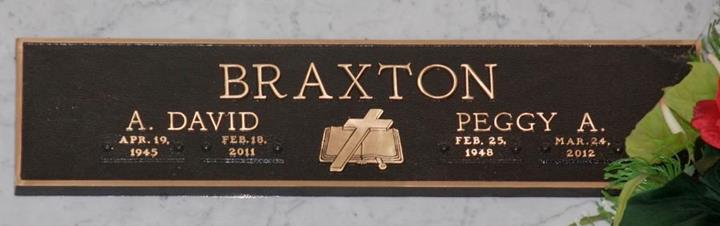 BRAXTON
A. DAVID
APR. 19, 1945
FEB. 18, 2011
PEGGY A.
FEB. 25, 1948
MAR. 24, 2012